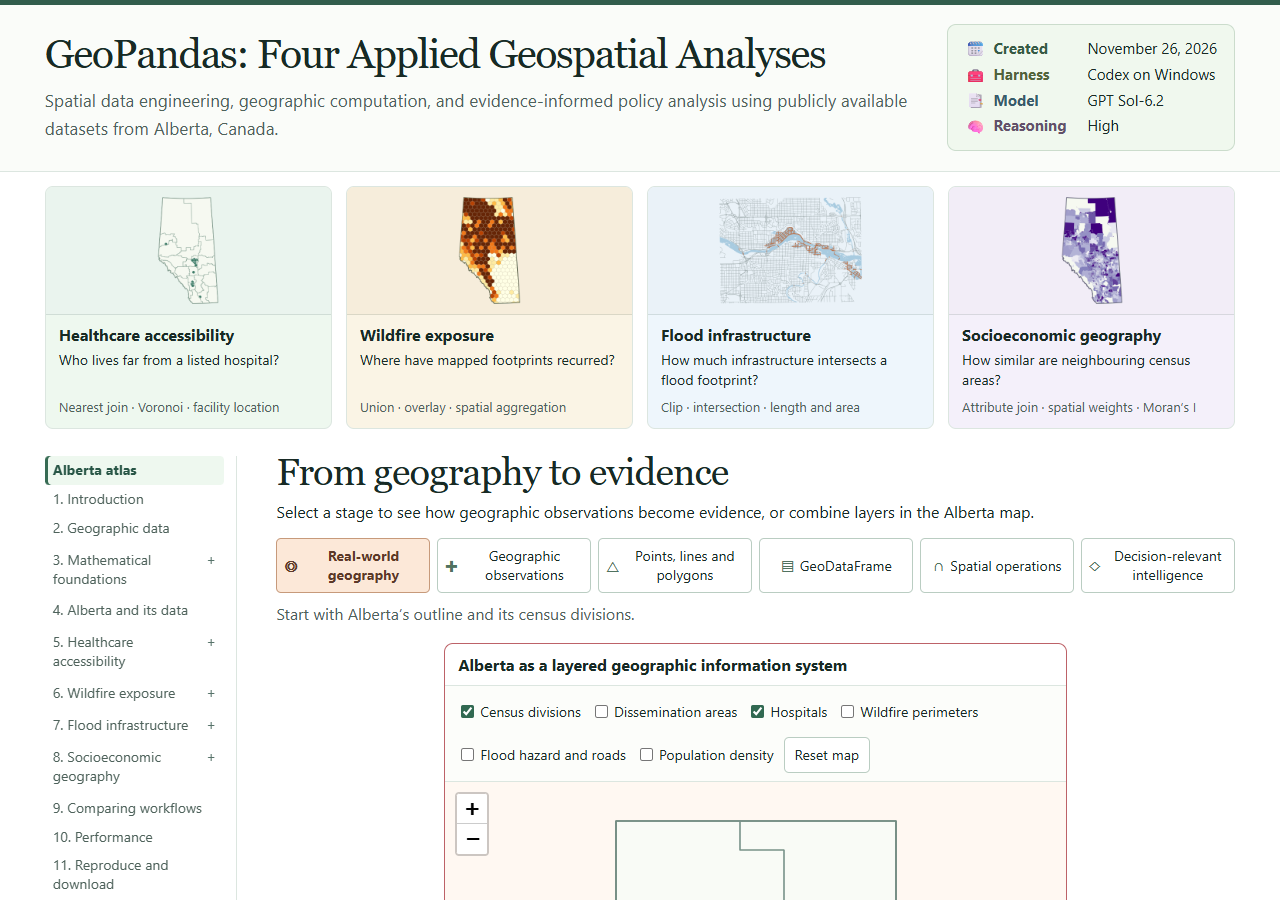 GeoPandas: Four Applied Geospatial Analyses
Spatial data engineering, geographic computation, and evidence-informed policy analysis using publicly available
datasets from Alberta, Canada.
Created November 26, 2026
Harness Codex on Windows
Model GPT Sol-6.2
Reasoning High
Healthcare accessibility
Who lives far from a listed hospital?
Nearest join · Voronoi · facility location
Wildfire exposure
Where have mapped footprints recurred?
Union · overlay · spatial aggregation
Flood infrastructure
How much infrastructure intersects a
flood footprint?
Clip · intersection · length and area
Socioeconomic geography
How similar are neighbouring census
areas?
Attribute join · spatial weights · Moran's I
Alberta atlas
1. Introduction
2. Geographic data
3. Mathematical
foundations
+
4. Alberta and its data
5. Healthcare
accessibility
+
6. Wildfire exposure +
7. Flood infrastructure +
8. Socioeconomic
geography
+
9. Comparing workflows
10. Performance
11. Reproduce and
download
From geography to evidence
Select a stage to see how geographic observations become evidence, or combine layers in the Alberta map.
Real-world
geography
Geographic
observations
Points, lines and
polygons
GeoDataFrame
∩ Spatial operations
Decision-relevant
intelligence
Start with Alberta's outline and its census divisions.
Alberta as a layered geographic information system
Census divisions Dissemination areas Hospitals Wildfire perimeters
Flood hazard and roads Population density Reset map
+
−